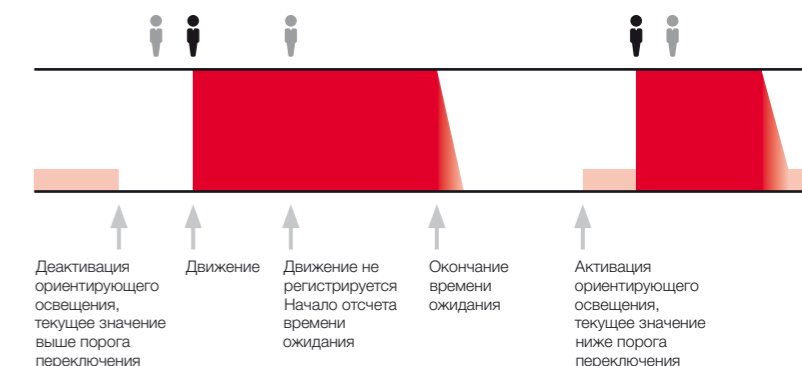 Деактивация
ориентирующего
освещения,
текущее значение
выше порога
переключения
Движение
Движение не
регистрируется
Начало отсчета
времени
ожидания
Окончание
времени
ожидания
Активация
ориентирующего
освещения,
текущее значение
ниже порога
переключения